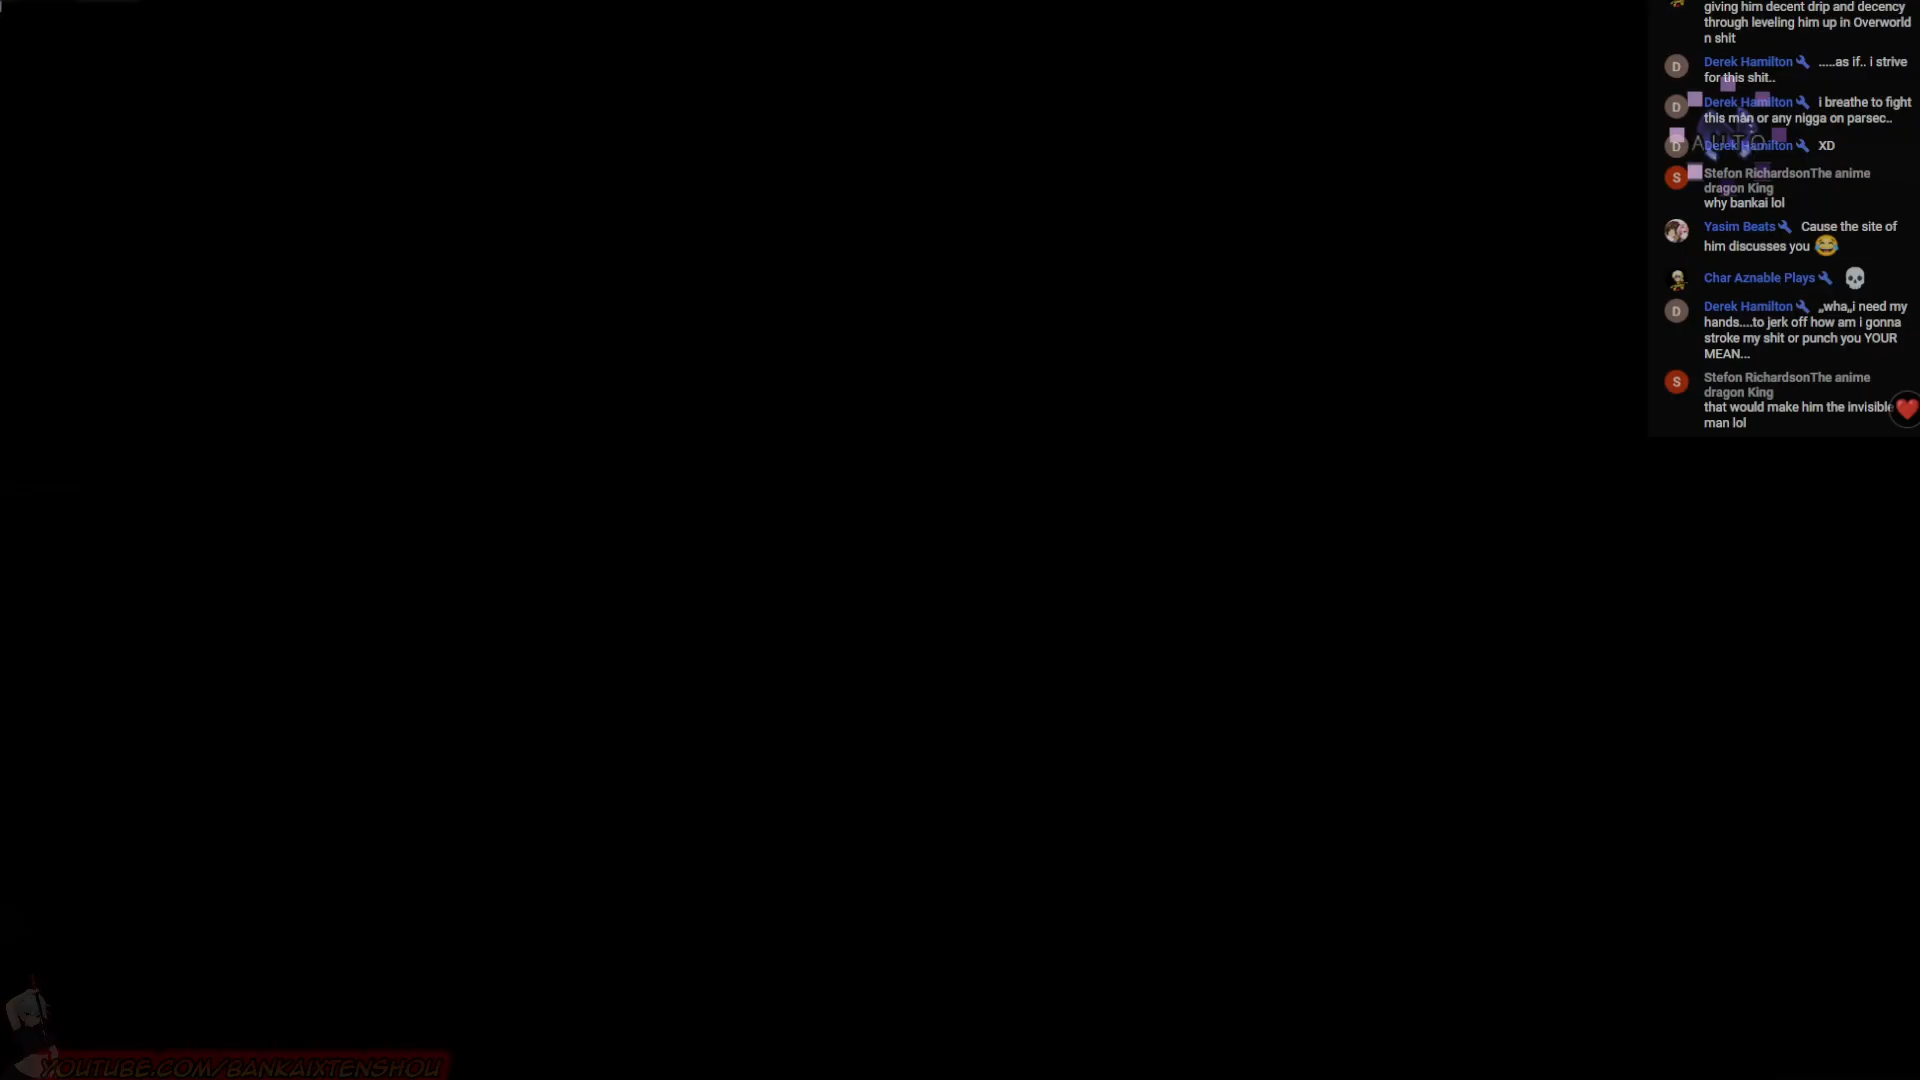 giving him decent drip and decency
through leveling him up in Overworld
n shit
Derek Hamilton .....as if.. i strive
for this shit..
Derek Hamilton i breathe to fight
this man or any nigga on parsec..
AUTO
Derek Hamilton XD
Stefon RichardsonThe anime
dragon King
why bankai lol
Yasim Beats Cause the site of
him discusses you 😂
Char Aznable Plays 💀
Derek Hamilton ,,wha,,i need my
hands....to jerk off how am i gonna
stroke my shit or punch you YOUR
MEAN...
Stefon RichardsonThe anime
dragon King
that would make him the invisible
man lol
YOUTUBE.COM/BANKAIXTENSHOU